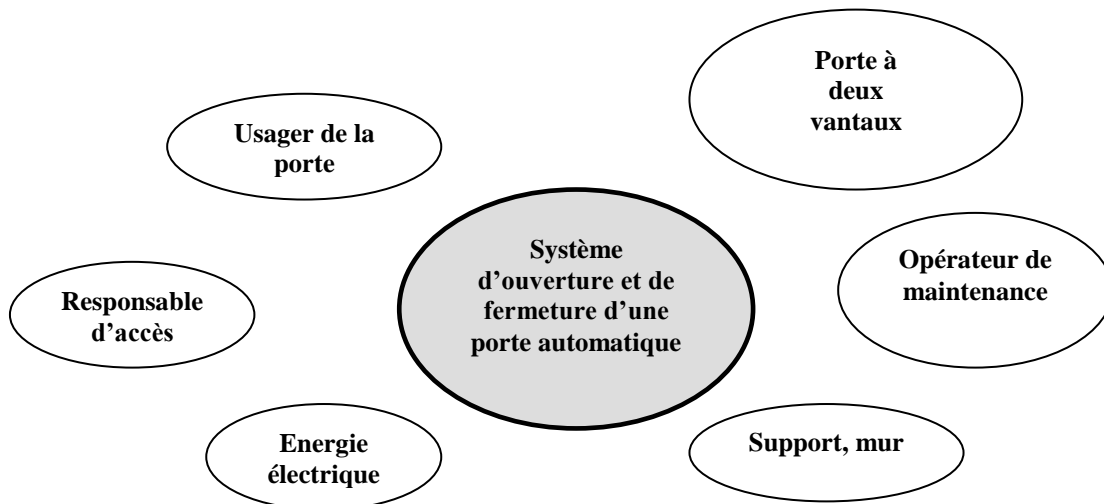 Porte à
deux
vantaux
Usager de la
porte
Système
d’ouverture et de
fermeture d’une
porte automatique
Opérateur de
maintenance
Responsable
d’accès
Energie
électrique
Support, mur